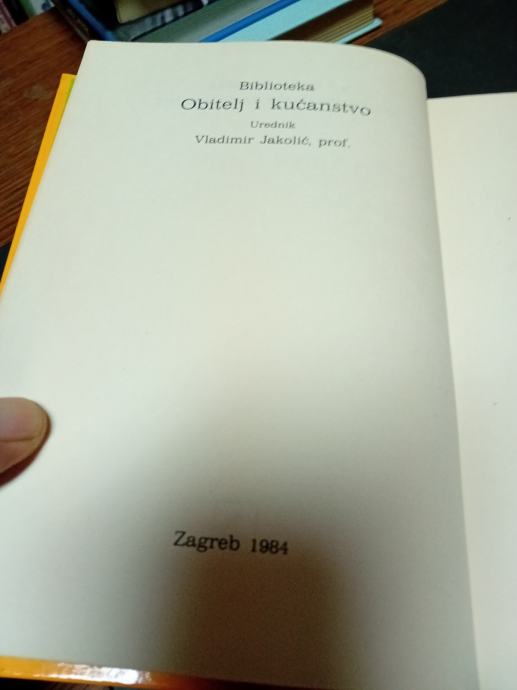 Biblioteka
Obitelj i kućanstvo
Urednik
Vladimir Jakolić, prof.
Zagreb 1984